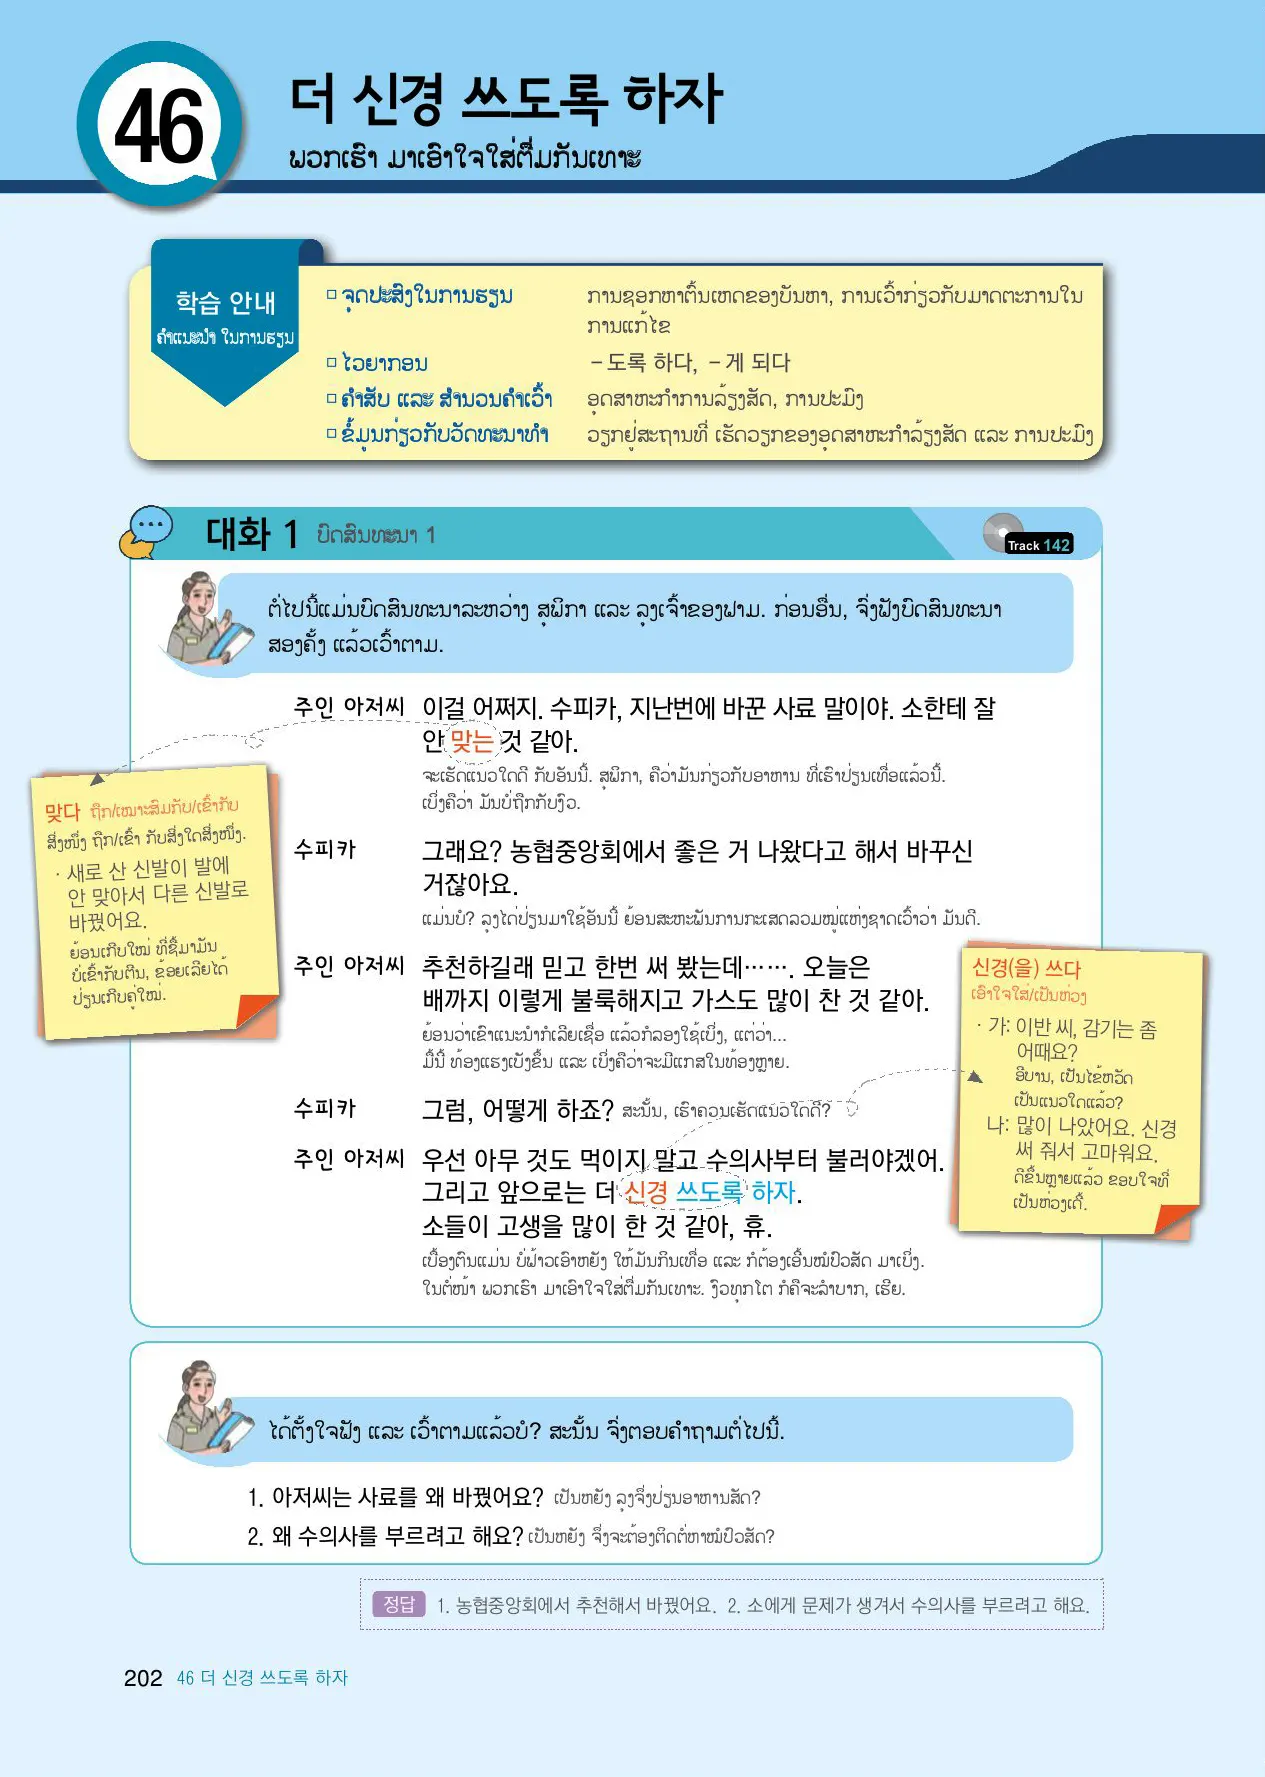 46
더 신경 쓰도록 하자
ພວກເຮົາ ມາເອົາໃຈໃສ່ຕື່ມກັນເທາະ
학습 안내
ຄຳແນະນຳ ໃນການຮຽນ
□ ຈຸດປະສົງໃນການຮຽນ ການຊອກຫາຕົ້ນເຫດຂອງບັນຫາ, ການເວົ້າກ່ຽວກັບມາດຕະການໃນ
ການແກ້ໄຂ
□ ໄວຍາກອນ －도록 하다, －게 되다
□ ຄຳສັບ ແລະ ສຳນວນຄຳເວົ້າ ອຸດສາຫະກຳການລ້ຽງສັດ, ການປະມົງ
□ ຂໍ້ມູນກ່ຽວກັບວັດທະນາທຳ ວຽກຢູ່ສະຖານທີ່ ເຮັດວຽກຂອງອຸດສາຫະກຳລ້ຽງສັດ ແລະ ການປະມົງ
대화 1 ບົດສົນທະນາ 1
Track 142
ຕໍ່ໄປນີ້ແມ່ນບົດສົນທະນາລະຫວ່າງ ສຸພິກາ ແລະ ລຸງເຈົ້າຂອງຟາມ. ກ່ອນອື່ນ, ຈົ່ງຟັງບົດສົນທະນາ
ສອງຄັ້ງ ແລ້ວເວົ້າຕາມ.
주인 아저씨 이걸 어쩌지. 수피카, 지난번에 바꾼 사료 말이야. 소한테 잘
안 맞는 것 같아.
ຈະເຮັດແນວໃດດີ ກັບອັນນີ້. ສຸພິກາ, ຄືວ່າມັນກ່ຽວກັບອາຫານ ທີ່ເຮົາປ່ຽນເທື່ອແລ້ວນີ້.
ເບິ່ງຄືວ່າ ມັນບໍ່ຖືກກັບງົວ.
수피카 그래요? 농협중앙회에서 좋은 거 나왔다고 해서 바꾸신
거잖아요.
ແມ່ນບໍ? ລຸງໄດ້ປ່ຽນມາໃຊ້ອັນນີ້ ຍ້ອນສະຫະພັນການກະເສດລວມໝູ່ແຫ່ງຊາດເວົ້າວ່າ ມັນດີ.
주인 아저씨 추천하길래 믿고 한번 써 봤는데……. 오늘은
배까지 이렇게 불룩해지고 가스도 많이 찬 것 같아.
ຍ້ອນວ່າເຂົາແນະນຳກໍເລີຍເຊື່ອ ແລ້ວກໍລອງໃຊ້ເບິ່ງ, ແຕ່ວ່າ...
ມື້ນີ້ ທ້ອງແຮງເບັ່ງຂຶ້ນ ແລະ ເບິ່ງຄືວ່າຈະມີແກສໃນທ້ອງຫຼາຍ.
수피카 그럼, 어떻게 하죠? ສະນັ້ນ, ເຮົາຄວນເຮັດແນວໃດດີ?
주인 아저씨 우선 아무 것도 먹이지 말고 수의사부터 불러야겠어.
그리고 앞으로는 더 신경 쓰도록 하자.
소들이 고생을 많이 한 것 같아, 휴.
ເບື້ອງຕົ້ນແມ່ນ ບໍ່ຟ້າວເອົາຫຍັງ ໃຫ້ມັນກິນເທື່ອ ແລະ ກໍຕ້ອງເອີ້ນໝໍປົວສັດ ມາເບິ່ງ.
ໃນຕໍ່ໜ້າ ພວກເຮົາ ມາເອົາໃຈໃສ່ຕື່ມກັນເທາະ. ງົວທຸກໂຕ ກໍຄືຈະລຳບາກ, ເຮີຍ.
맞다 ຖືກ/ເໝາະສົມກັບ/ເຂົ້າກັບ
ສິ່ງໜຶ່ງ ຖືກ/ເຂົ້າ ກັບສິ່ງໃດສິ່ງໜຶ່ງ.
· 새로 산 신발이 발에
안 맞아서 다른 신발로
바꿨어요.
ຍ້ອນເກີບໃໝ່ ທີ່ຊື້ມາມັນ
ບໍ່ເຂົ້າກັບຕີນ, ຂ້ອຍເລີຍໄດ້
ປ່ຽນເກີບຄູ່ໃໝ່.
신경(을) 쓰다
ເອົາໃຈໃສ່/ເປັນຫ່ວງ
· 가: 이반 씨, 감기는 좀
어때요?
ອີບານ, ເປັນໄຂ້ຫວັດ
ເປັນແນວໃດແລ້ວ?
나: 많이 나았어요. 신경
써 줘서 고마워요.
ດີຂຶ້ນຫຼາຍແລ້ວ ຂອບໃຈທີ່
ເປັນຫ່ວງເດີ້.
ໄດ້ຕັ້ງໃຈຟັງ ແລະ ເວົ້າຕາມແລ້ວບໍ? ສະນັ້ນ ຈົ່ງຕອບຄຳຖາມຕໍ່ໄປນີ້.
1. 아저씨는 사료를 왜 바꿨어요? ເປັນຫຍັງ ລຸງຈຶ່ງປ່ຽນອາຫານສັດ?
2. 왜 수의사를 부르려고 해요? ເປັນຫຍັງ ຈຶ່ງຈະຕ້ອງຕິດຕໍ່ຫາໝໍປົວສັດ?
정답 1. 농협중앙회에서 추천해서 바꿨어요. 2. 소에게 문제가 생겨서 수의사를 부르려고 해요.
202 46 더 신경 쓰도록 하자